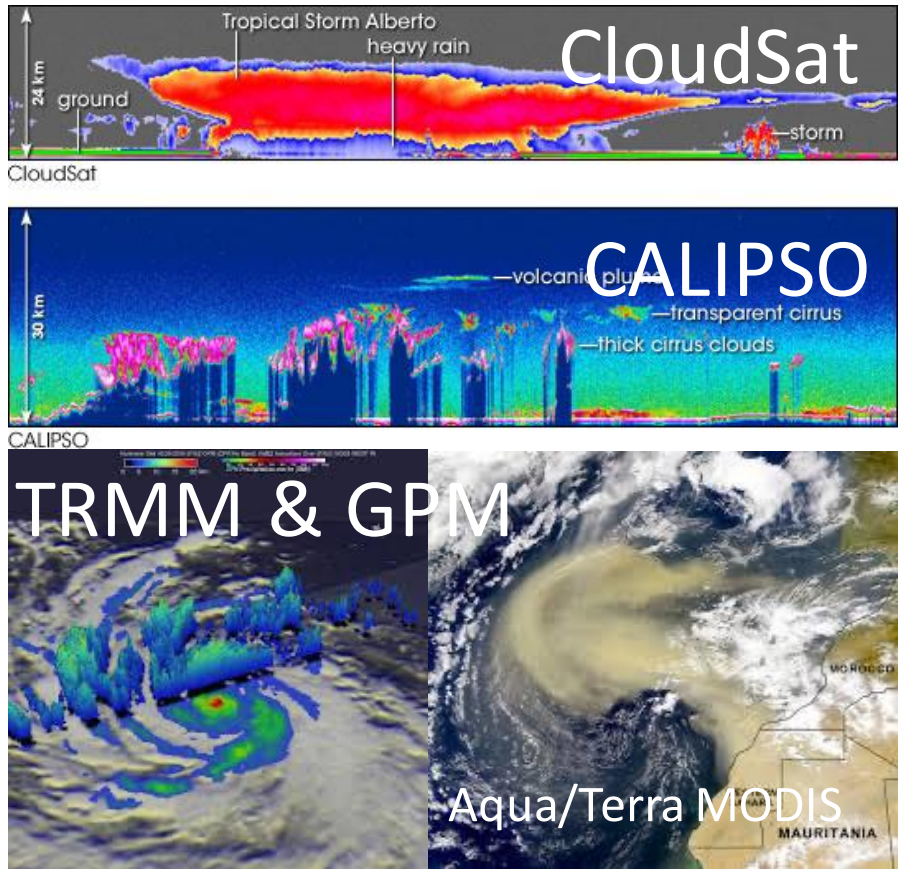 Tropical Storm Alberto
heavy rain
CloudSat
24 km
ground
storm
CloudSat
CALIPSO
volcanic plume
30 km
transparent cirrus
thick cirrus clouds
CALIPSO
TRMM & GPM
MOROCCO
Aqua/Terra MODIS
MAURITANIA